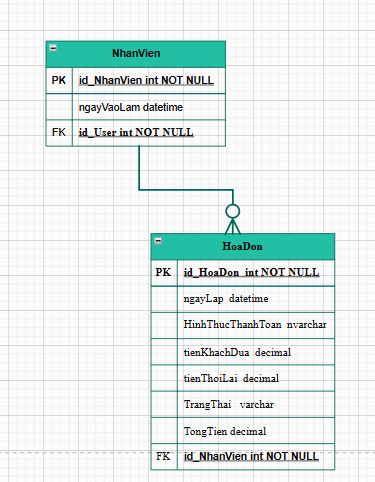 NhanVien
PK id_NhanVien int NOT NULL
ngayVaoLam datetime
FK id_User int NOT NULL
HoaDon
PK id_HoaDon int NOT NULL
ngayLap datetime
HinhThucThanhToan nvarchar
tienKhachDua decimal
tienThoiLai decimal
TrangThai varchar
TongTien decimal
FK id_NhanVien int NOT NULL